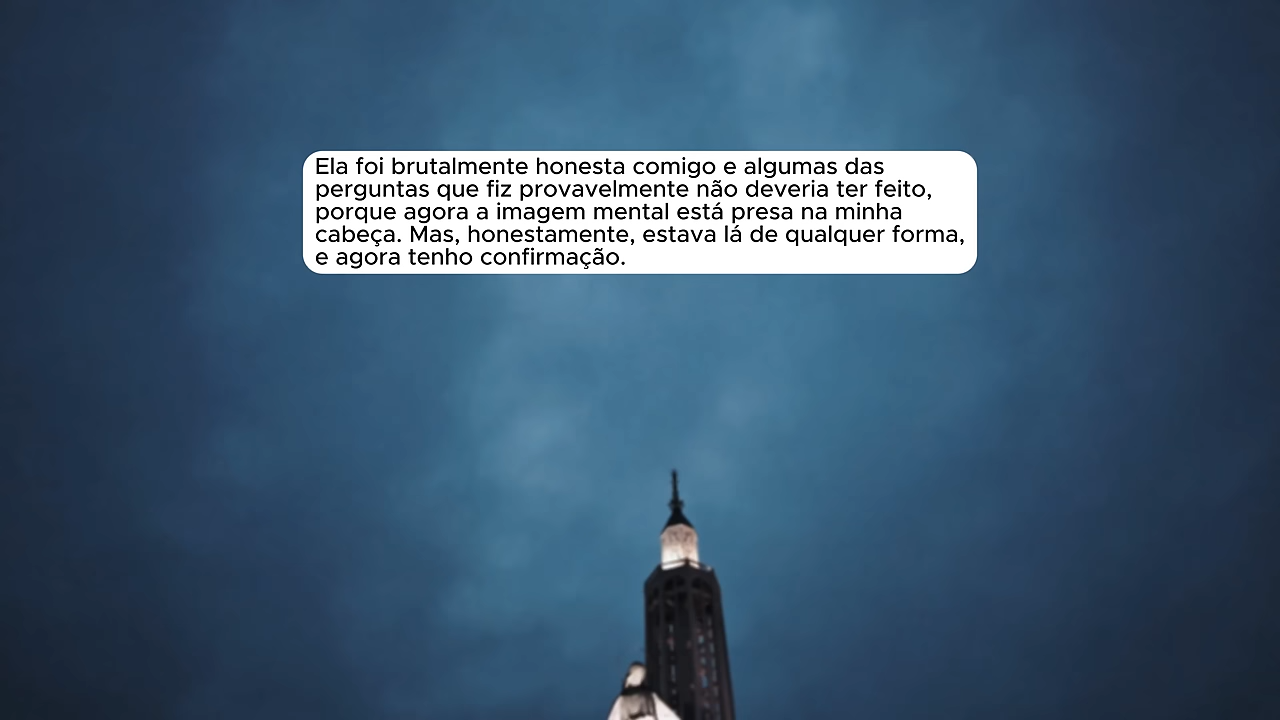 Ela foi brutalmente honesta comigo e algumas das
perguntas que fiz provavelmente não deveria ter feito,
porque agora a imagem mental está presa na minha
cabeça. Mas, honestamente, estava lá de qualquer forma,
e agora tenho confirmação.